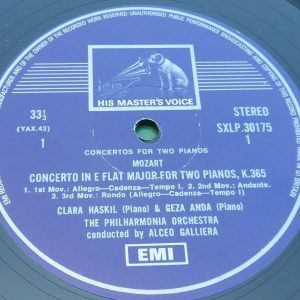 HIS MASTER'S VOICE
33⅓
STEREO
(YAX.43)
SXLP.30175
1
1
CONCERTOS FOR TWO PIANOS
MOZART
CONCERTO IN E FLAT MAJOR FOR TWO PIANOS, K.365
1. 1st Mov.: Allegro—Cadenza—Tempo I. 2. 2nd Mov.: Andante.
3. 3rd Mov.: Rondo (Allegro—Cadenza—Tempo I)
CLARA HASKIL (Piano) & GEZA ANDA (Piano)
THE PHILHARMONIA ORCHESTRA
conducted by ALCEO GALLIERA
EMI